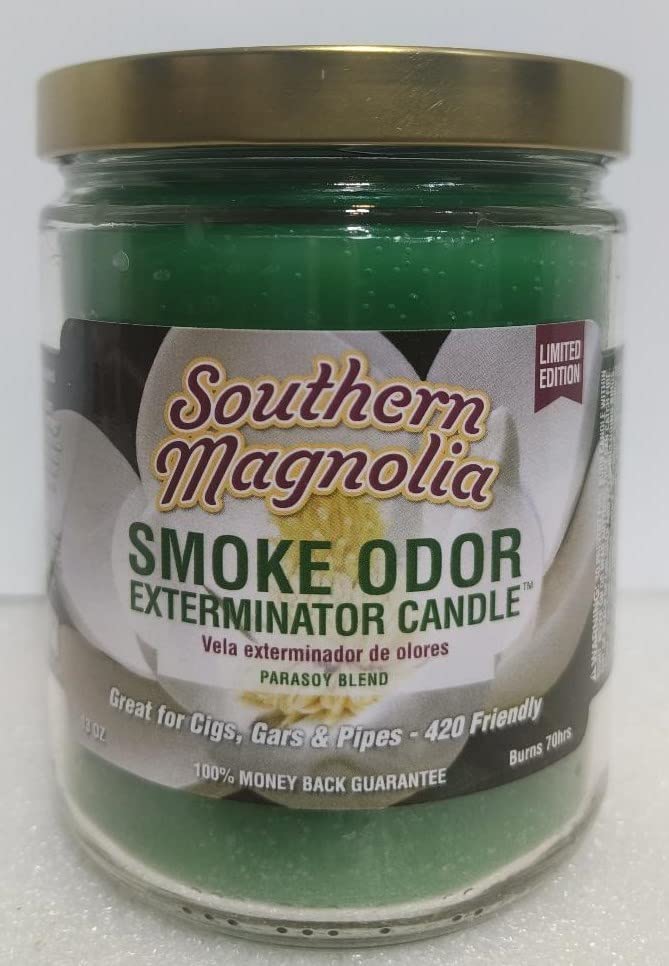 LIMITED
EDITION
Southern
Magnolia
SMOKE ODOR
EXTERMINATOR CANDLE™
Vela exterminador de olores
PARASOY BLEND
Great for Cigs, Gars & Pipes - 420 Friendly
13 OZ
Burns 70hrs
100% MONEY BACK GUARANTEE